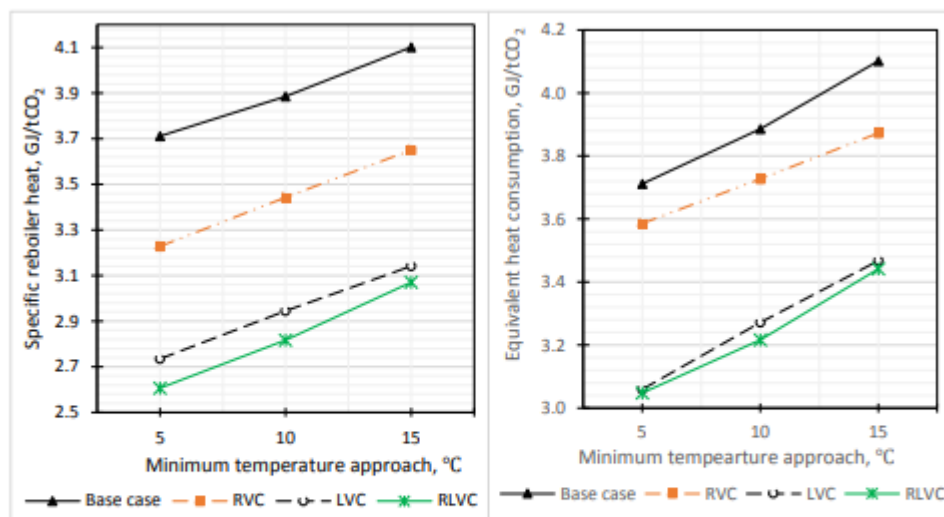 Specific reboiler heat, GJ/tCO₂
4.1
3.9
3.7
3.5
3.3
3.1
2.9
2.7
2.5
5 10 15
Minimum temperature approach, ℃
Base case RVC LVC RLVC
Equivalent heat consumption, GJ/tCO₂
4.2
4.0
3.8
3.6
3.4
3.2
3.0
5 10 15
Minimum tempearture approach, ℃
Base case RVC LVC RLVC